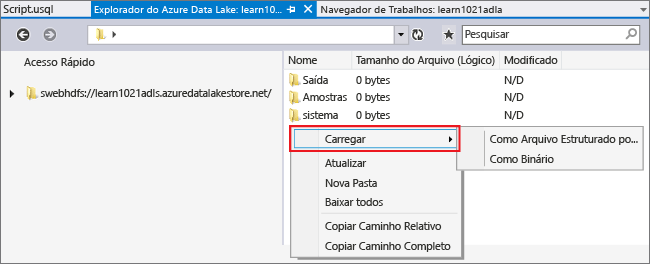 Script.usql Explorador do Azure Data Lake: learn10... Navegador de Trabalhos: learn1021adla
Pesquisar
Acesso Rápido
swebhdfs://learn1021adls.azuredatalakestore.net/
Nome Tamanho do Arquivo (Lógico) Modificado
Saída 0 bytes N/D
Amostras 0 bytes N/D
sistema 0 bytes N/D
Carregar
Como Arquivo Estruturado po...
Como Binário
Atualizar
Nova Pasta
Baixar todos
Copiar Caminho Relativo
Copiar Caminho Completo